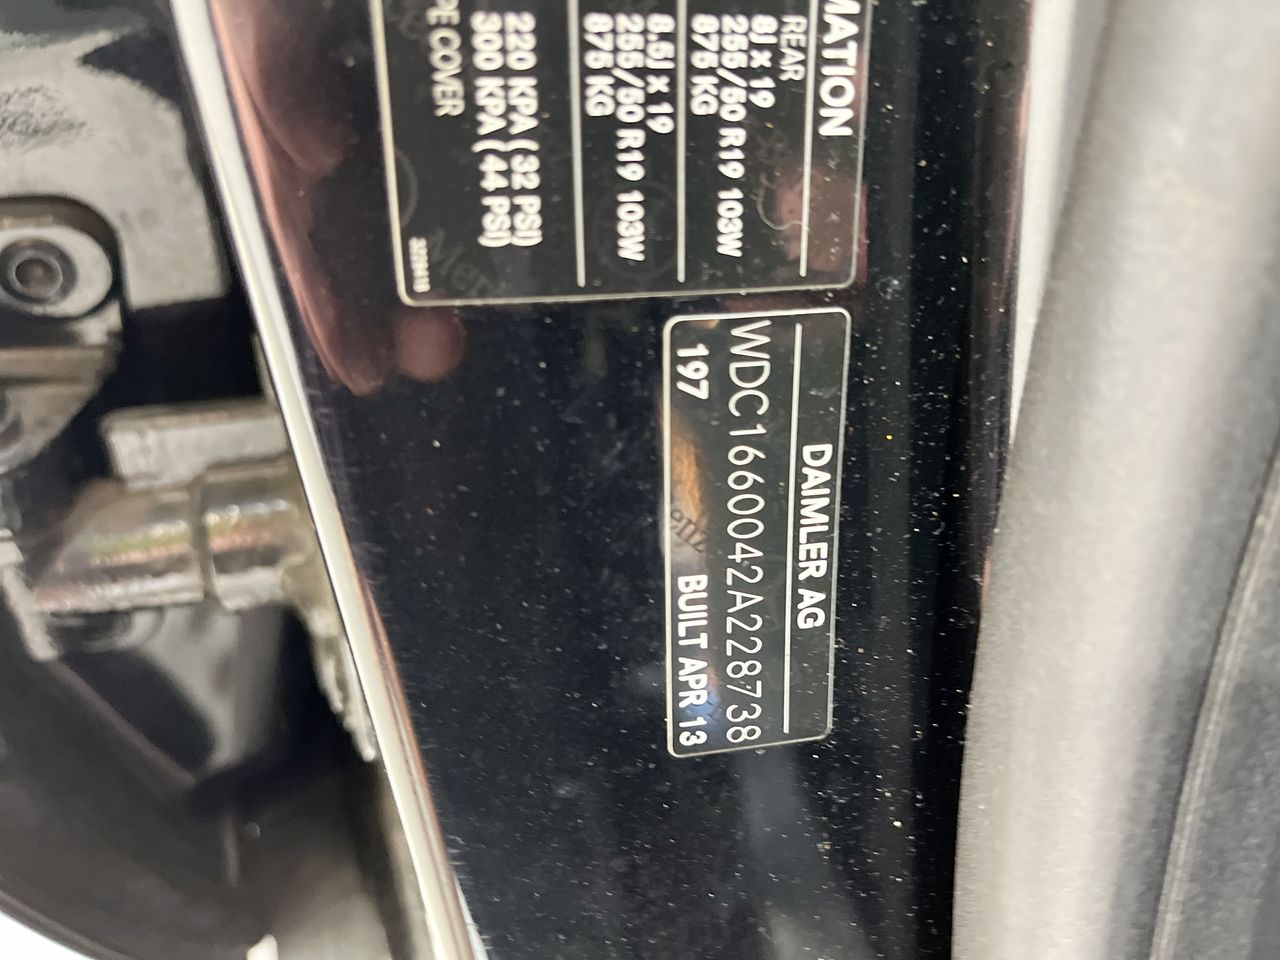 MATION
REAR
8J x 19
255/50 R19 103W
875 KG
8.5J x 19
255/50 R19 103W
875 KG
220 KPA ( 32 PSI)
300 KPA ( 44 PSI)
PE COVER
DAIMLER AG
WDC1660042A228738
197 BUILT APR 13